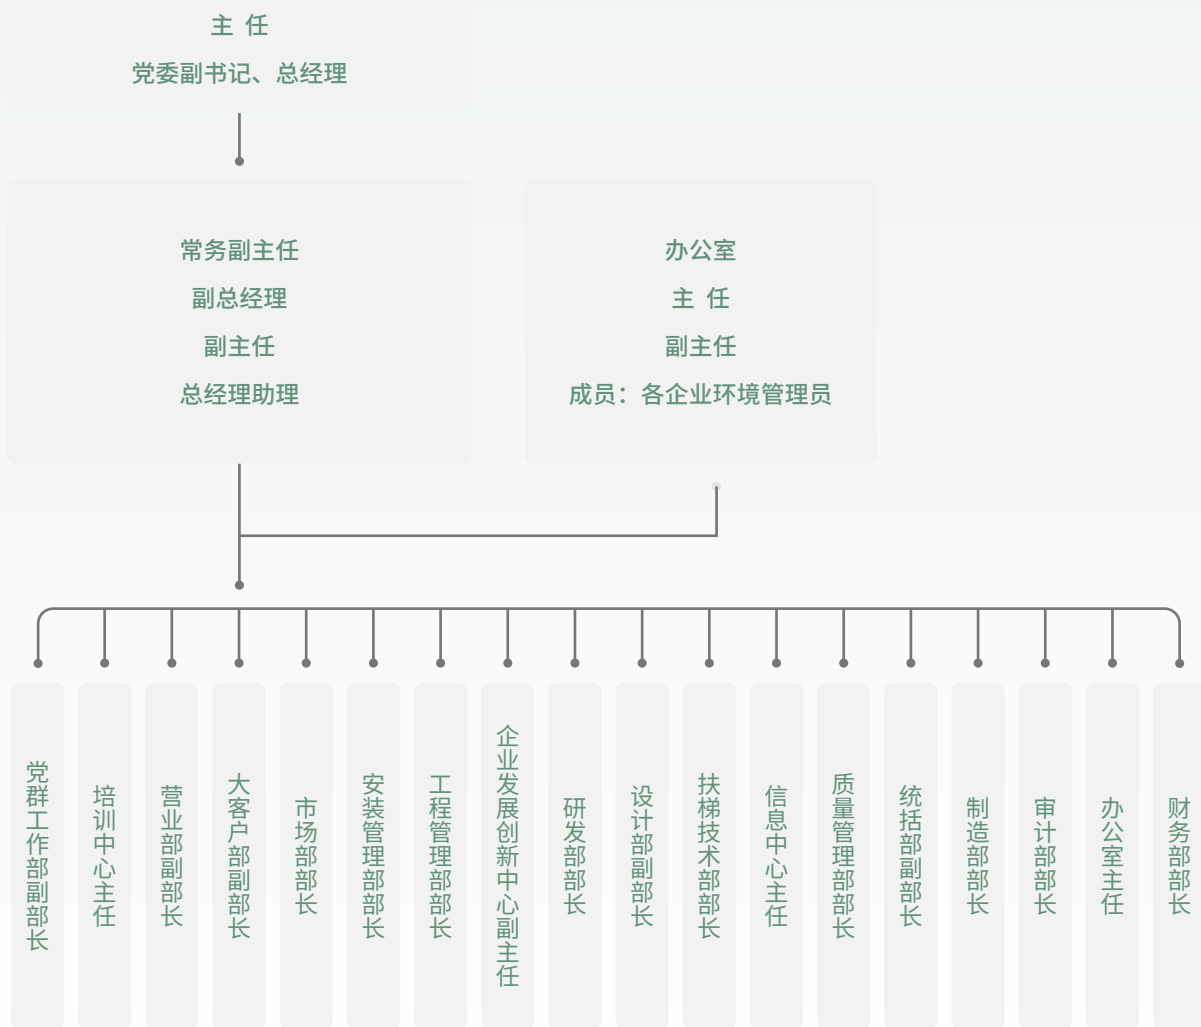 主 任
党委副书记、总经理
常务副主任
副总经理
副主任
总经理助理
办公室
主 任
副主任
成员：各企业环境管理员
党群工作部副部长
培训中心主任
营业部副部长
大客户部副部长
市场部部长
安装管理部部长
工程管理部部长
企业发展创新中心副主任
研发部部长
设计部副部长
扶梯技术部部长
信息中心主任
质量管理部部长
统括部副部长
制造部部长
审计部部长
办公室主任
财务部部长